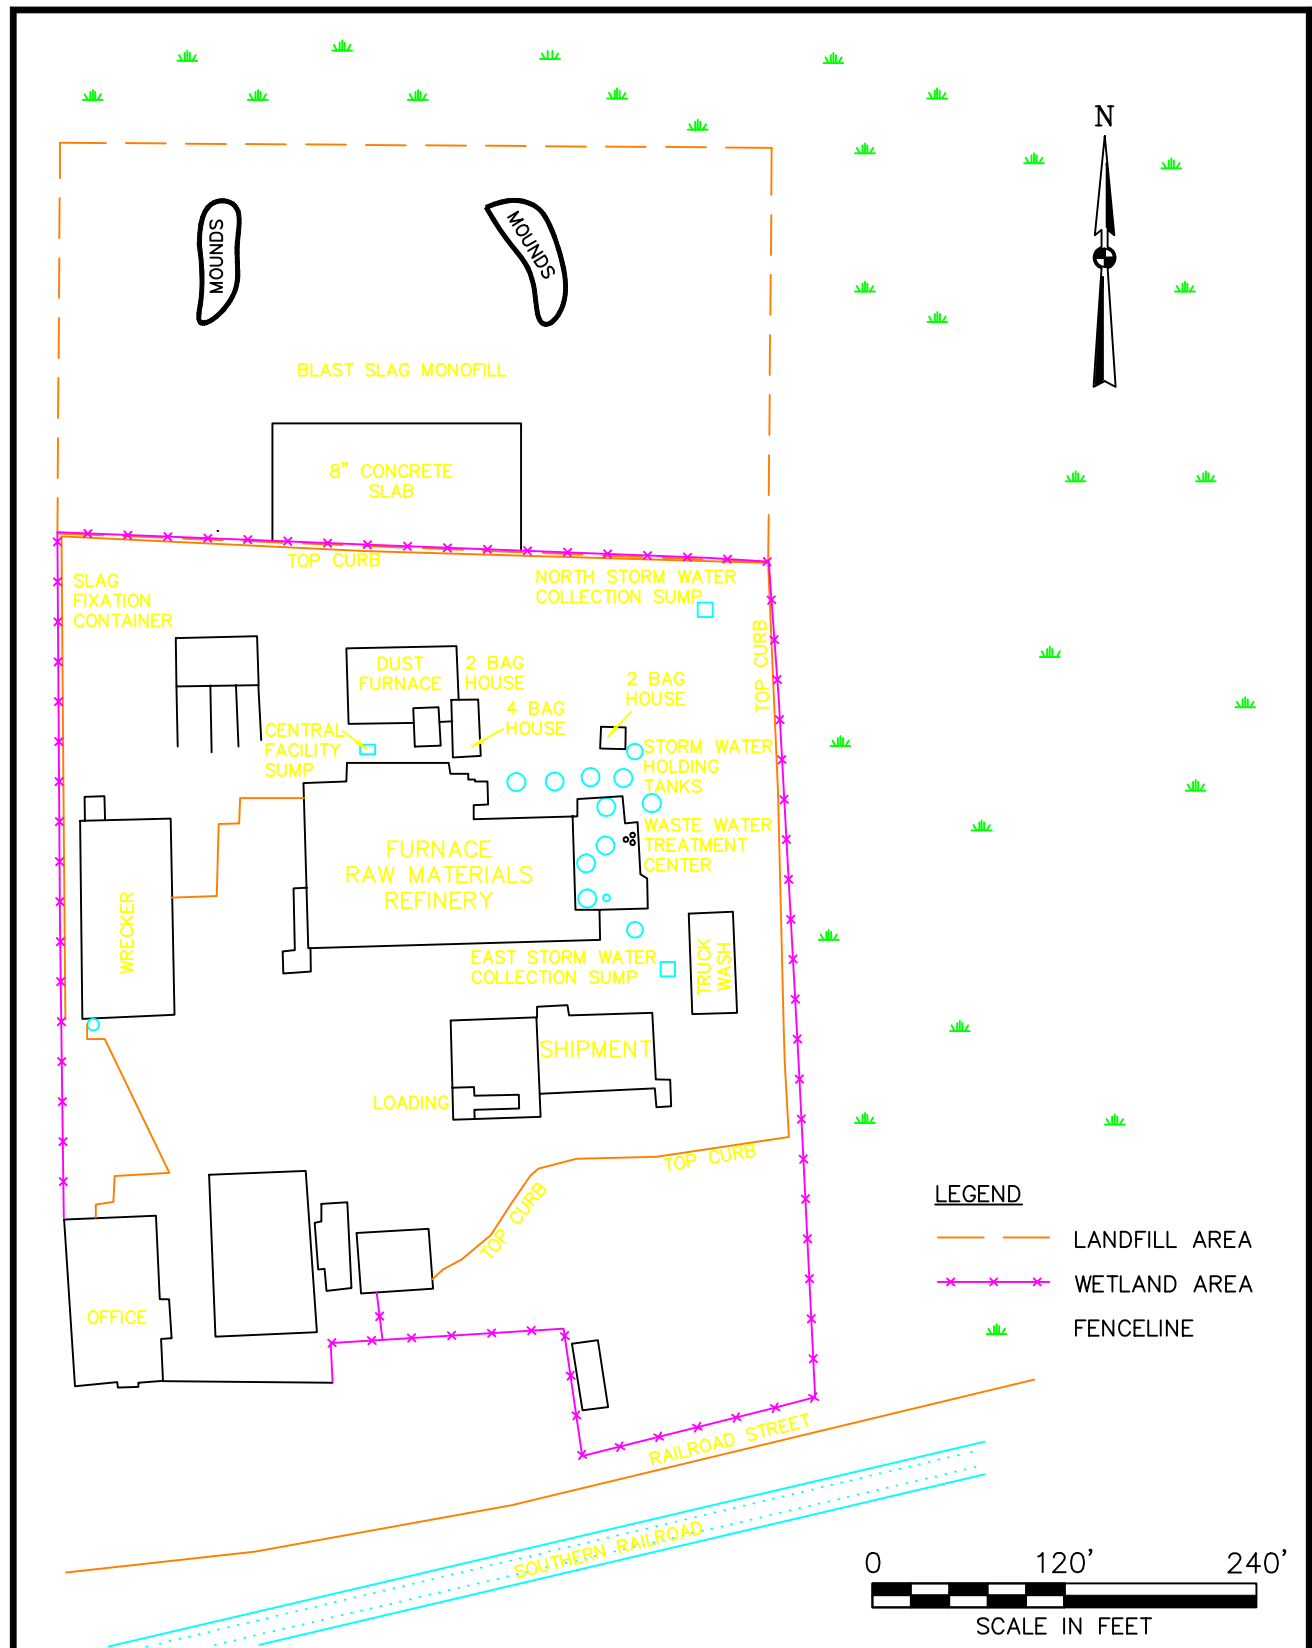 N
MOUNDS
MOUNDS
BLAST SLAG MONOFILL
8" CONCRETE
SLAB
TOP CURB
NORTH STORM WATER
COLLECTION SUMP
SLAG
FIXATION
CONTAINER
TOP CURB
DUST
FURNACE
2 BAG
HOUSE
2 BAG
HOUSE
4 BAG
HOUSE
CENTRAL
FACILITY
SUMP
STORM WATER
HOLDING
TANKS
WASTE WATER
TREATMENT
CENTER
FURNACE
RAW MATERIALS
REFINERY
WRECKER
EAST STORM WATER
COLLECTION SUMP
TRUCK
WASH
SHIPMENT
LOADING
TOP CURB
TOP CURB
OFFICE
LEGEND
LANDFILL AREA
WETLAND AREA
FENCELINE
RAILROAD STREET
SOUTHERN RAILROAD
0 120' 240'
SCALE IN FEET